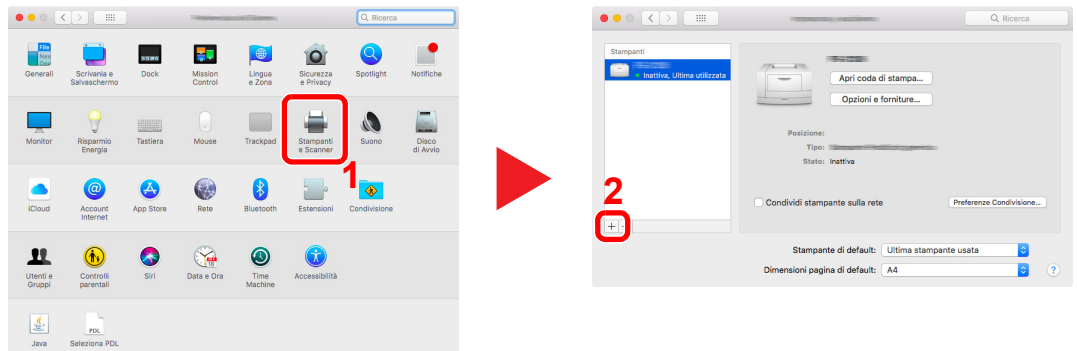 Ricerca
File
New
Generali
Scrivania e
Salvaschermo
Dock
Mission
Control
Lingua
e Zona
Sicurezza
e Privacy
Spotlight
Notifiche
Monitor
Risparmio
Energia
Tastiera
Mouse
Trackpad
Stampanti
e Scanner
Suono
Disco
di Avvio
1
iCloud
Account
Internet
App Store
Rete
Bluetooth
Estensioni
Condivisione
Utenti e
Gruppi
Controlli
parentali
Siri
18
Data e Ora
Time
Machine
Accessibilità
Java
PDL
Seleziona PDL
Ricerca
Stampanti
Inattiva, Ultima utilizzata
Apri coda di stampa...
Opzioni e forniture...
Posizione:
Tipo:
Stato: Inattiva
2
+ -
Condividi stampante sulla rete
Preferenze Condivisione...
Stampante di default: Ultima stampante usata
Dimensioni pagina di default: A4
?